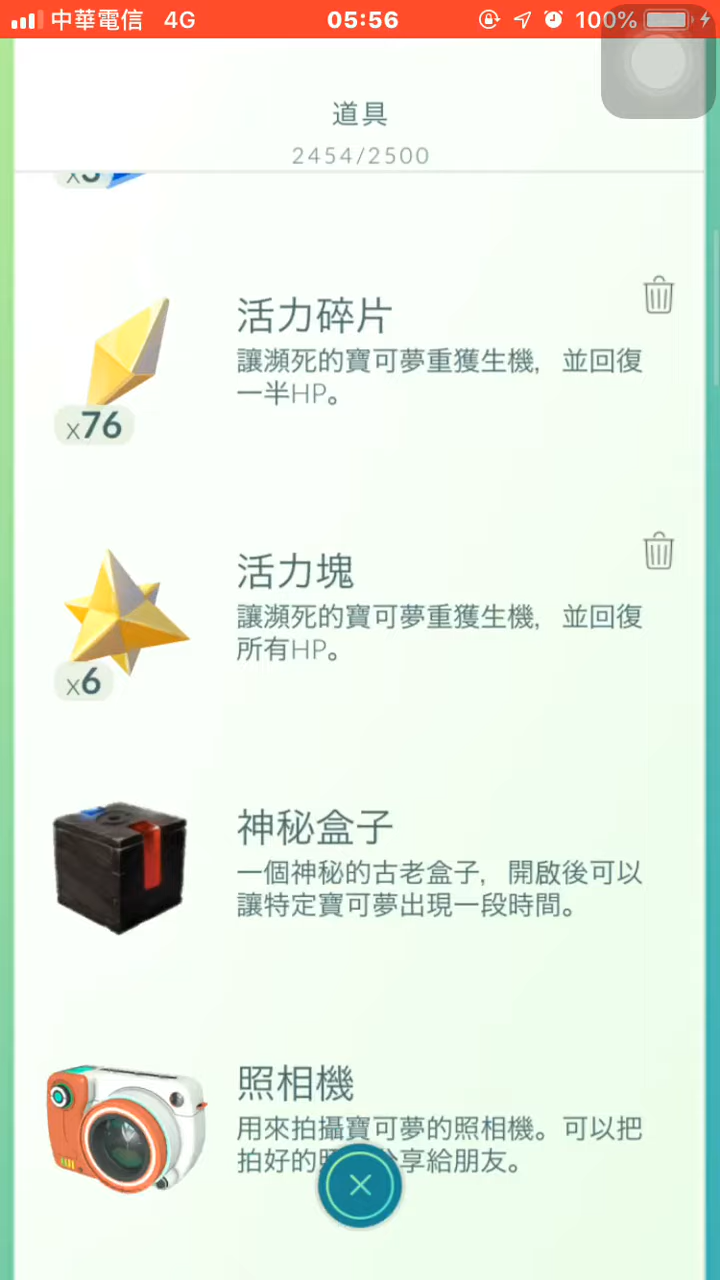 中華電信 4G 05:56 100%
道具
2454/2500
活力碎片
讓瀕死的寶可夢重獲生機，並回復
一半HP。
x76
活力塊
讓瀕死的寶可夢重獲生機，並回復
所有HP。
x6
神秘盒子
一個神秘的古老盒子，開啟後可以
讓特定寶可夢出現一段時間。
照相機
用來拍攝寶可夢的照相機。可以把
拍好的 享給朋友。